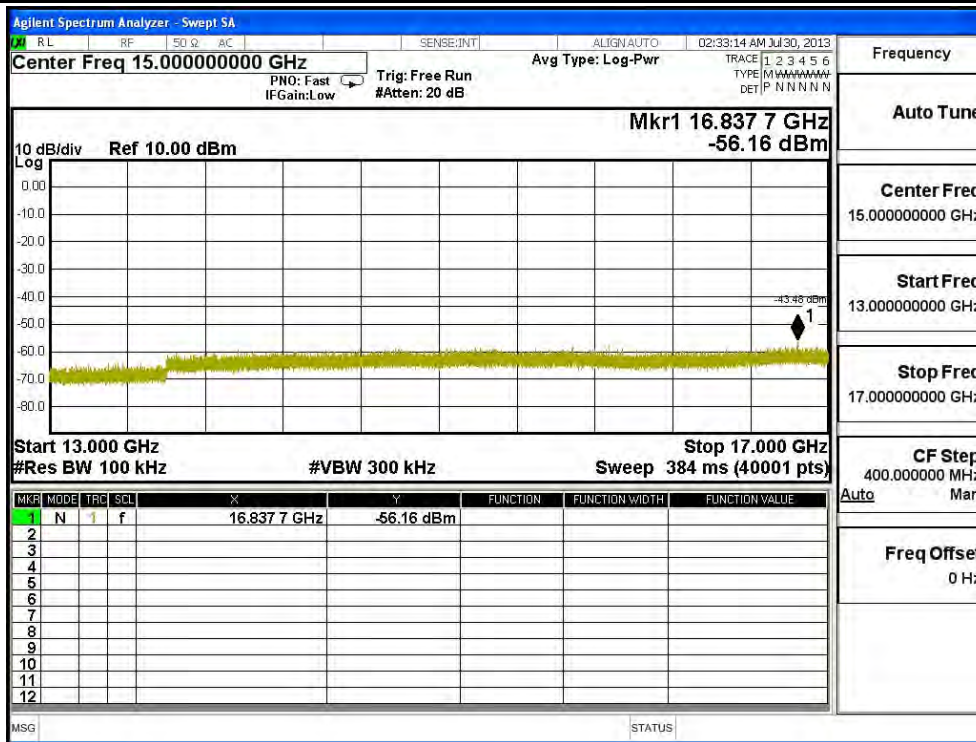 Agilent Spectrum Analyzer - Swept SA
RL RF 50 Ω AC SENSE:INT ALIGN AUTO 02:33:14 AM Jul 30, 2013
Center Freq 15.000000000 GHz
PNO: Fast
IFGain:Low
Trig: Free Run
#Atten: 20 dB
Avg Type: Log-Pwr
TRACE 1 2 3 4 5 6
TYPE M
DET P N N N N N
Mkr1 16.837 7 GHz
-56.16 dBm
10 dB/div Ref 10.00 dBm
Log
0.00
-10.0
-20.0
-30.0
-40.0
-43.48 dBm
1
-50.0
-60.0
-70.0
-80.0
Start 13.000 GHz Stop 17.000 GHz
#Res BW 100 kHz #VBW 300 kHz Sweep 384 ms (40001 pts)
MKR MODE TRC SCL X Y FUNCTION FUNCTION WIDTH FUNCTION VALUE
1 N 1 f 16.837 7 GHz -56.16 dBm
2
3
4
5
6
7
8
9
10
11
12
MSG STATUS
Frequency
Auto Tune
Center Freq
15.000000000 GHz
Start Freq
13.000000000 GHz
Stop Freq
17.000000000 GHz
CF Step
400.000000 MHz
Auto Man
Freq Offset
0 Hz